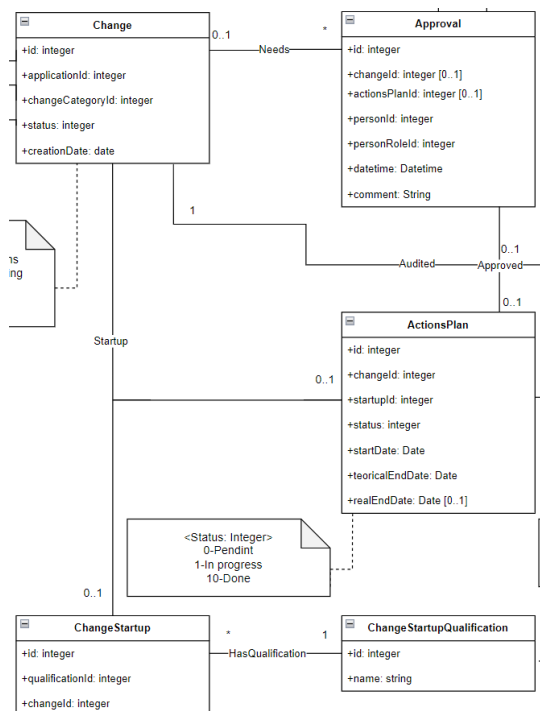 Change
+id: integer
+applicationId: integer
+changeCategoryId: integer
+status: integer
+creationDate: date
0..1
Needs
*
Approval
+id: integer
+changeId: integer [0..1]
+actionsPlanId: integer [0..1]
+personId: integer
+personRoleId: integer
+datetime: Datetime
+comment: String
1
ing
0..1
Audited
Approved
0..1
Startup
0..1
ActionsPlan
+id: integer
+changeId: integer
+startupId: integer
+status: integer
+startDate: Date
+teoricalEndDate: Date
+realEndDate: Date [0..1]
<Status: Integer>
0-Pendint
1-In progress
10-Done
0..1
ChangeStartup
+id: integer
+qualificationId: integer
+changeId: integer
*
HasQualification
1
ChangeStartupQualification
+id: integer
+name: string